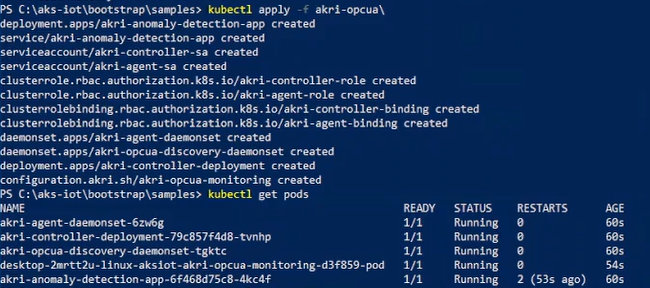 PS C:\aks-iot\bootstrap\samples> kubectl apply -f akri-opcua\
deployment.apps/akri-anomaly-detection-app created
service/akri-anomaly-detection-app created
serviceaccount/akri-controller-sa created
serviceaccount/akri-agent-sa created
clusterrole.rbac.authorization.k8s.io/akri-controller-role created
clusterrole.rbac.authorization.k8s.io/akri-agent-role created
clusterrolebinding.rbac.authorization.k8s.io/akri-controller-binding created
clusterrolebinding.rbac.authorization.k8s.io/akri-agent-binding created
daemonset.apps/akri-agent-daemonset created
daemonset.apps/akri-opcua-discovery-daemonset created
deployment.apps/akri-controller-deployment created
configuration.akri.sh/akri-opcua-monitoring created
PS C:\aks-iot\bootstrap\samples> kubectl get pods
NAME READY STATUS RESTARTS AGE
akri-agent-daemonset-6zw6g 1/1 Running 0 60s
akri-controller-deployment-79c857f4d8-tvnhp 1/1 Running 0 60s
akri-opcua-discovery-daemonset-tgktc 1/1 Running 0 60s
desktop-2mrtt2u-linux-aksiot-akri-opcua-monitoring-d3f859-pod 1/1 Running 0 54s
akri-anomaly-detection-app-6f468d75c8-4kc4f 1/1 Running 2 (53s ago) 60s